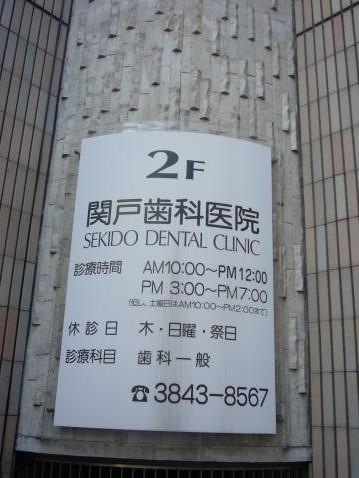 2F
関戸歯科医院
SEKIDO DENTAL CLINIC
診療時間 AM10:00〜PM12:00
PM 3:00〜PM7:00
(但し、土曜日はAM10:00〜PM2:00まで)
休診日 木・日曜・祭日
診療科目 歯科一般
☎3843-8567